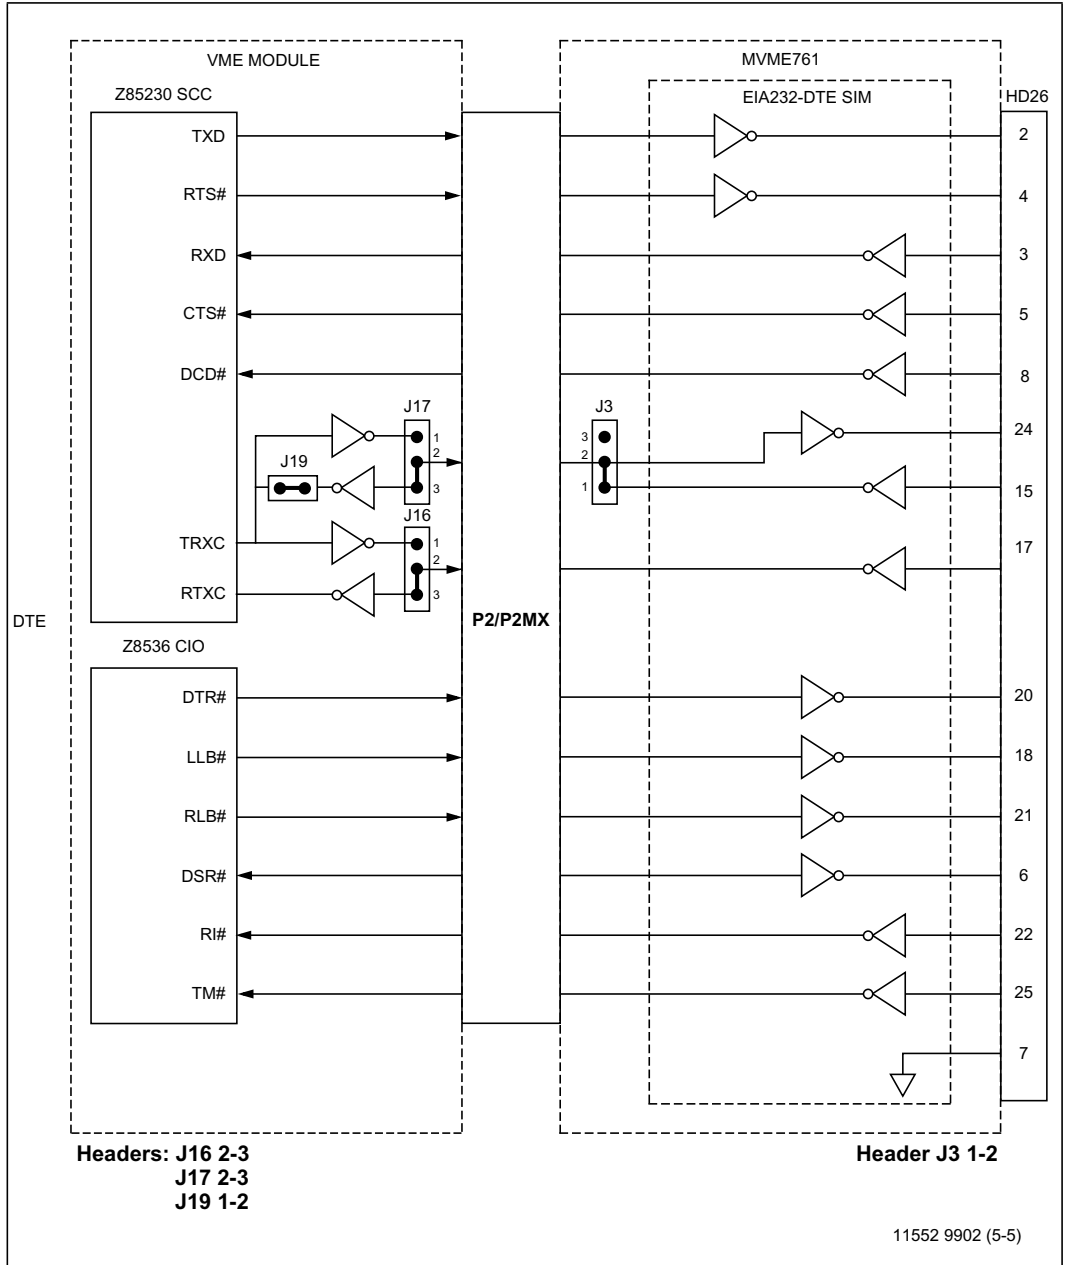 VME MODULE
MVME761
Z85230 SCC
EIA232-DTE SIM
HD26
TXD
2
RTS#
4
RXD
3
CTS#
5
DCD#
8
J17
J3
1
3
24
2
2
J19
3
1
15
J16
TRXC
1
17
2
RTXC
3
DTE
P2/P2MX
Z8536 CIO
DTR#
20
LLB#
18
RLB#
21
DSR#
6
RI#
22
TM#
25
7
Headers: J16 2-3
J17 2-3
J19 1-2
Header J3 1-2
11552 9902 (5-5)